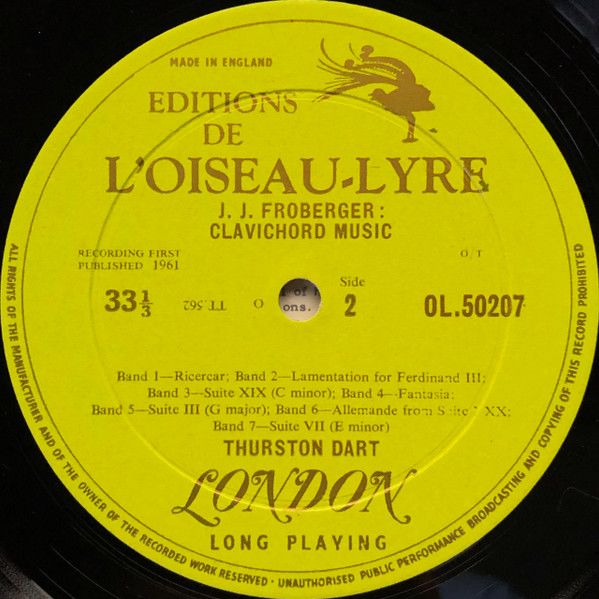 MADE IN ENGLAND
EDITIONS
DE
L'OISEAU-LYRE
J. J. FROBERGER:
CLAVICHORD MUSIC
RECORDING FIRST
PUBLISHED 1961
O/T
33⅓
TT.562
O
Side
2
OL.50207
ons.
Band 1—Ricercar; Band 2—Lamentation for Ferdinand III;
Band 3—Suite XIX (C minor); Band 4—Fantasia;
Band 5—Suite III (G major); Band 6—Allemande from XX;
Band 7—Suite VII (E minor)
THURSTON DART
LONDON
LONG PLAYING
ALL RIGHTS OF THE MANUFACTURER AND OF THE OWNER OF THE RECORDED WORK RESERVED · UNAUTHORISED PUBLIC PERFORMANCE BROADCASTING AND COPYING OF THIS RECORD PROHIBITED